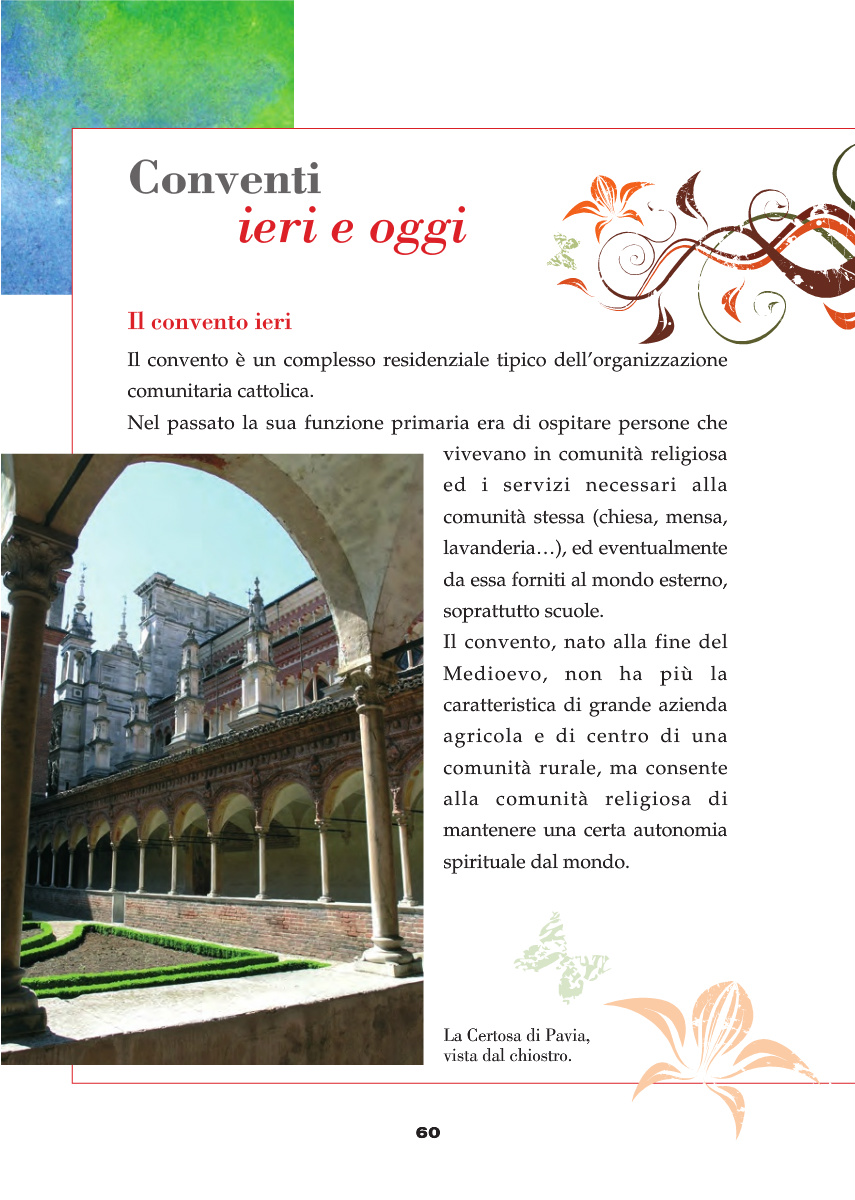 Conventi
ieri e oggi
Il convento ieri
Il convento è un complesso residenziale tipico dell'organizzazione
comunitaria cattolica.
Nel passato la sua funzione primaria era di ospitare persone che
vivevano in comunità religiosa
ed i servizi necessari alla
comunità stessa (chiesa, mensa,
lavanderia…), ed eventualmente
da essa forniti al mondo esterno,
soprattutto scuole.
Il convento, nato alla fine del
Medioevo, non ha più la
caratteristica di grande azienda
agricola e di centro di una
comunità rurale, ma consente
alla comunità religiosa di
mantenere una certa autonomia
spirituale dal mondo.
La Certosa di Pavia,
vista dal chiostro.
60